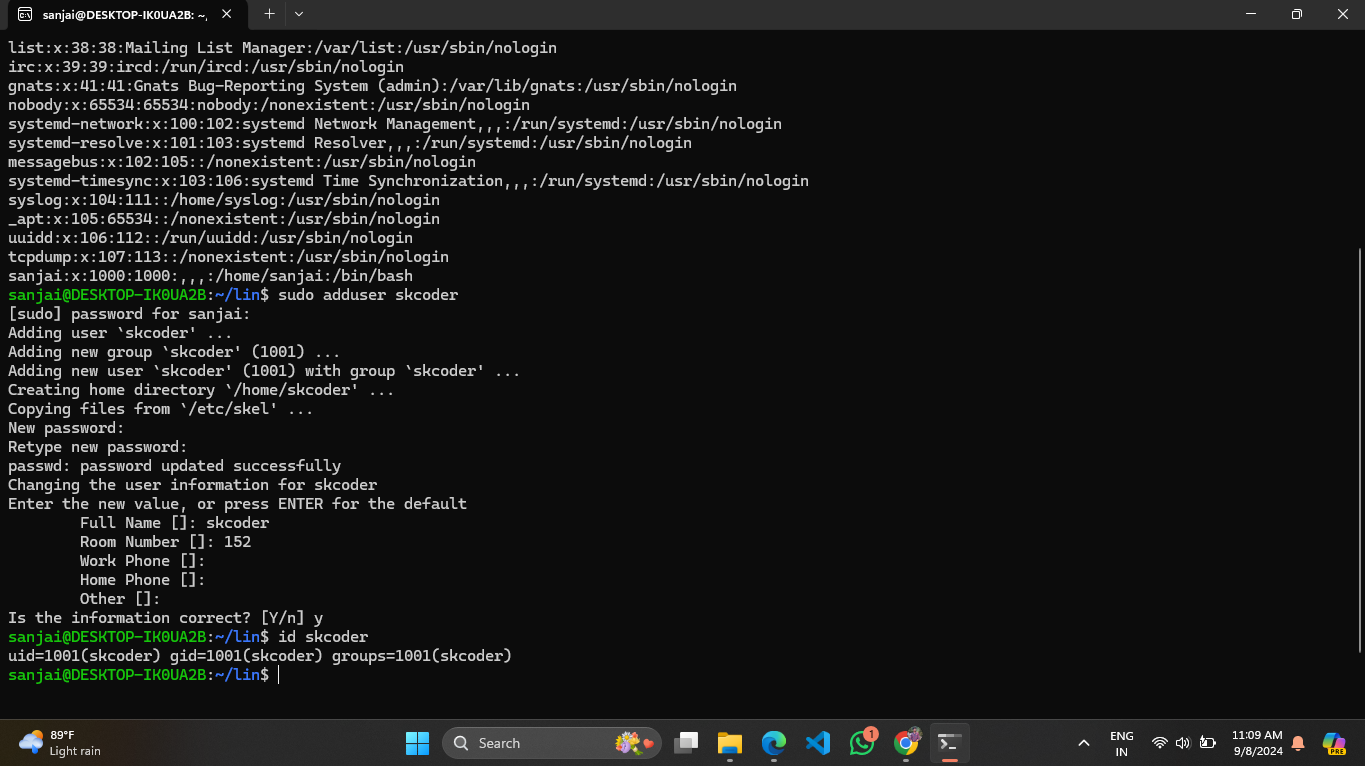 sanjai@DESKTOP-IK0UA2B: ~,
list:x:38:38:Mailing List Manager:/var/list:/usr/sbin/nologin
irc:x:39:39:ircd:/run/ircd:/usr/sbin/nologin
gnats:x:41:41:Gnats Bug-Reporting System (admin):/var/lib/gnats:/usr/sbin/nologin
nobody:x:65534:65534:nobody:/nonexistent:/usr/sbin/nologin
systemd-network:x:100:102:systemd Network Management,,,:/run/systemd:/usr/sbin/nologin
systemd-resolve:x:101:103:systemd Resolver,,,:/run/systemd:/usr/sbin/nologin
messagebus:x:102:105::/nonexistent:/usr/sbin/nologin
systemd-timesync:x:103:106:systemd Time Synchronization,,,:/run/systemd:/usr/sbin/nologin
syslog:x:104:111::/home/syslog:/usr/sbin/nologin
_apt:x:105:65534::/nonexistent:/usr/sbin/nologin
uuidd:x:106:112::/run/uuidd:/usr/sbin/nologin
tcpdump:x:107:113::/nonexistent:/usr/sbin/nologin
sanjai:x:1000:1000:,,,:/home/sanjai:/bin/bash
sanjai@DESKTOP-IK0UA2B:~/lin$ sudo adduser skcoder
[sudo] password for sanjai:
Adding user `skcoder' ...
Adding new group `skcoder' (1001) ...
Adding new user `skcoder' (1001) with group `skcoder' ...
Creating home directory `/home/skcoder' ...
Copying files from `/etc/skel' ...
New password:
Retype new password:
passwd: password updated successfully
Changing the user information for skcoder
Enter the new value, or press ENTER for the default
Full Name []: skcoder
Room Number []: 152
Work Phone []:
Home Phone []:
Other []:
Is the information correct? [Y/n] y
sanjai@DESKTOP-IK0UA2B:~/lin$ id skcoder
uid=1001(skcoder) gid=1001(skcoder) groups=1001(skcoder)
sanjai@DESKTOP-IK0UA2B:~/lin$
89°F
Light rain
Search
1
ENG
IN
11:09 AM
9/8/2024
PRE